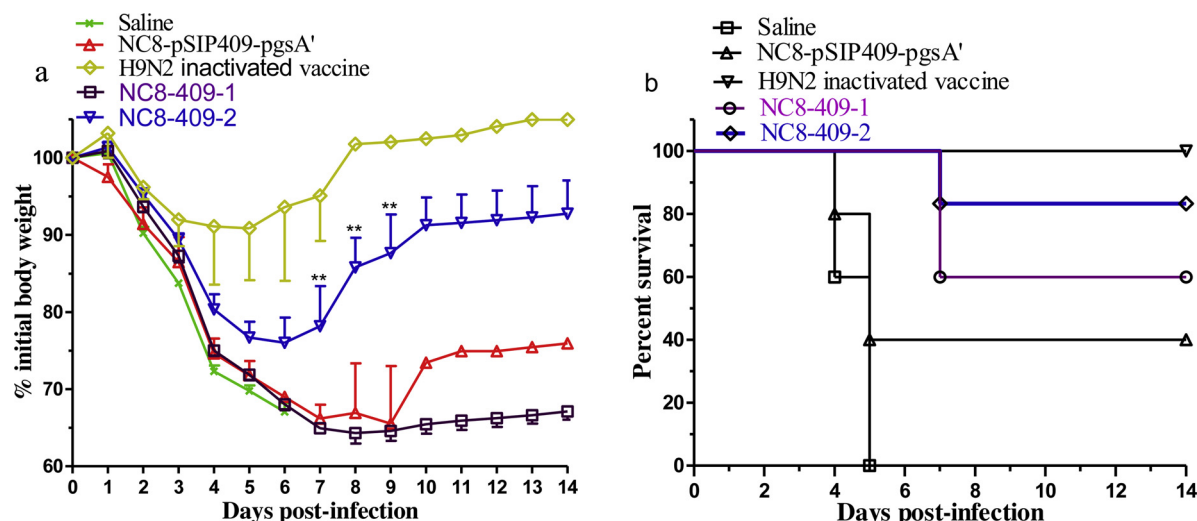 Saline
NC8-pSIP409-pgsA'
H9N2 inactivated vaccine
NC8-409-1
NC8-409-2
a
% initial body weight
100
90
80
70
60
**
**
**
0 1 2 3 4 5 6 7 8 9 10 11 12 13 14
Days post-infection
Saline
NC8-pSIP409-pgsA'
H9N2 inactivated vaccine
NC8-409-1
NC8-409-2
b
Percent survival
100
80
60
40
20
0
0 2 4 6 8 10 12 14
Days post-infection